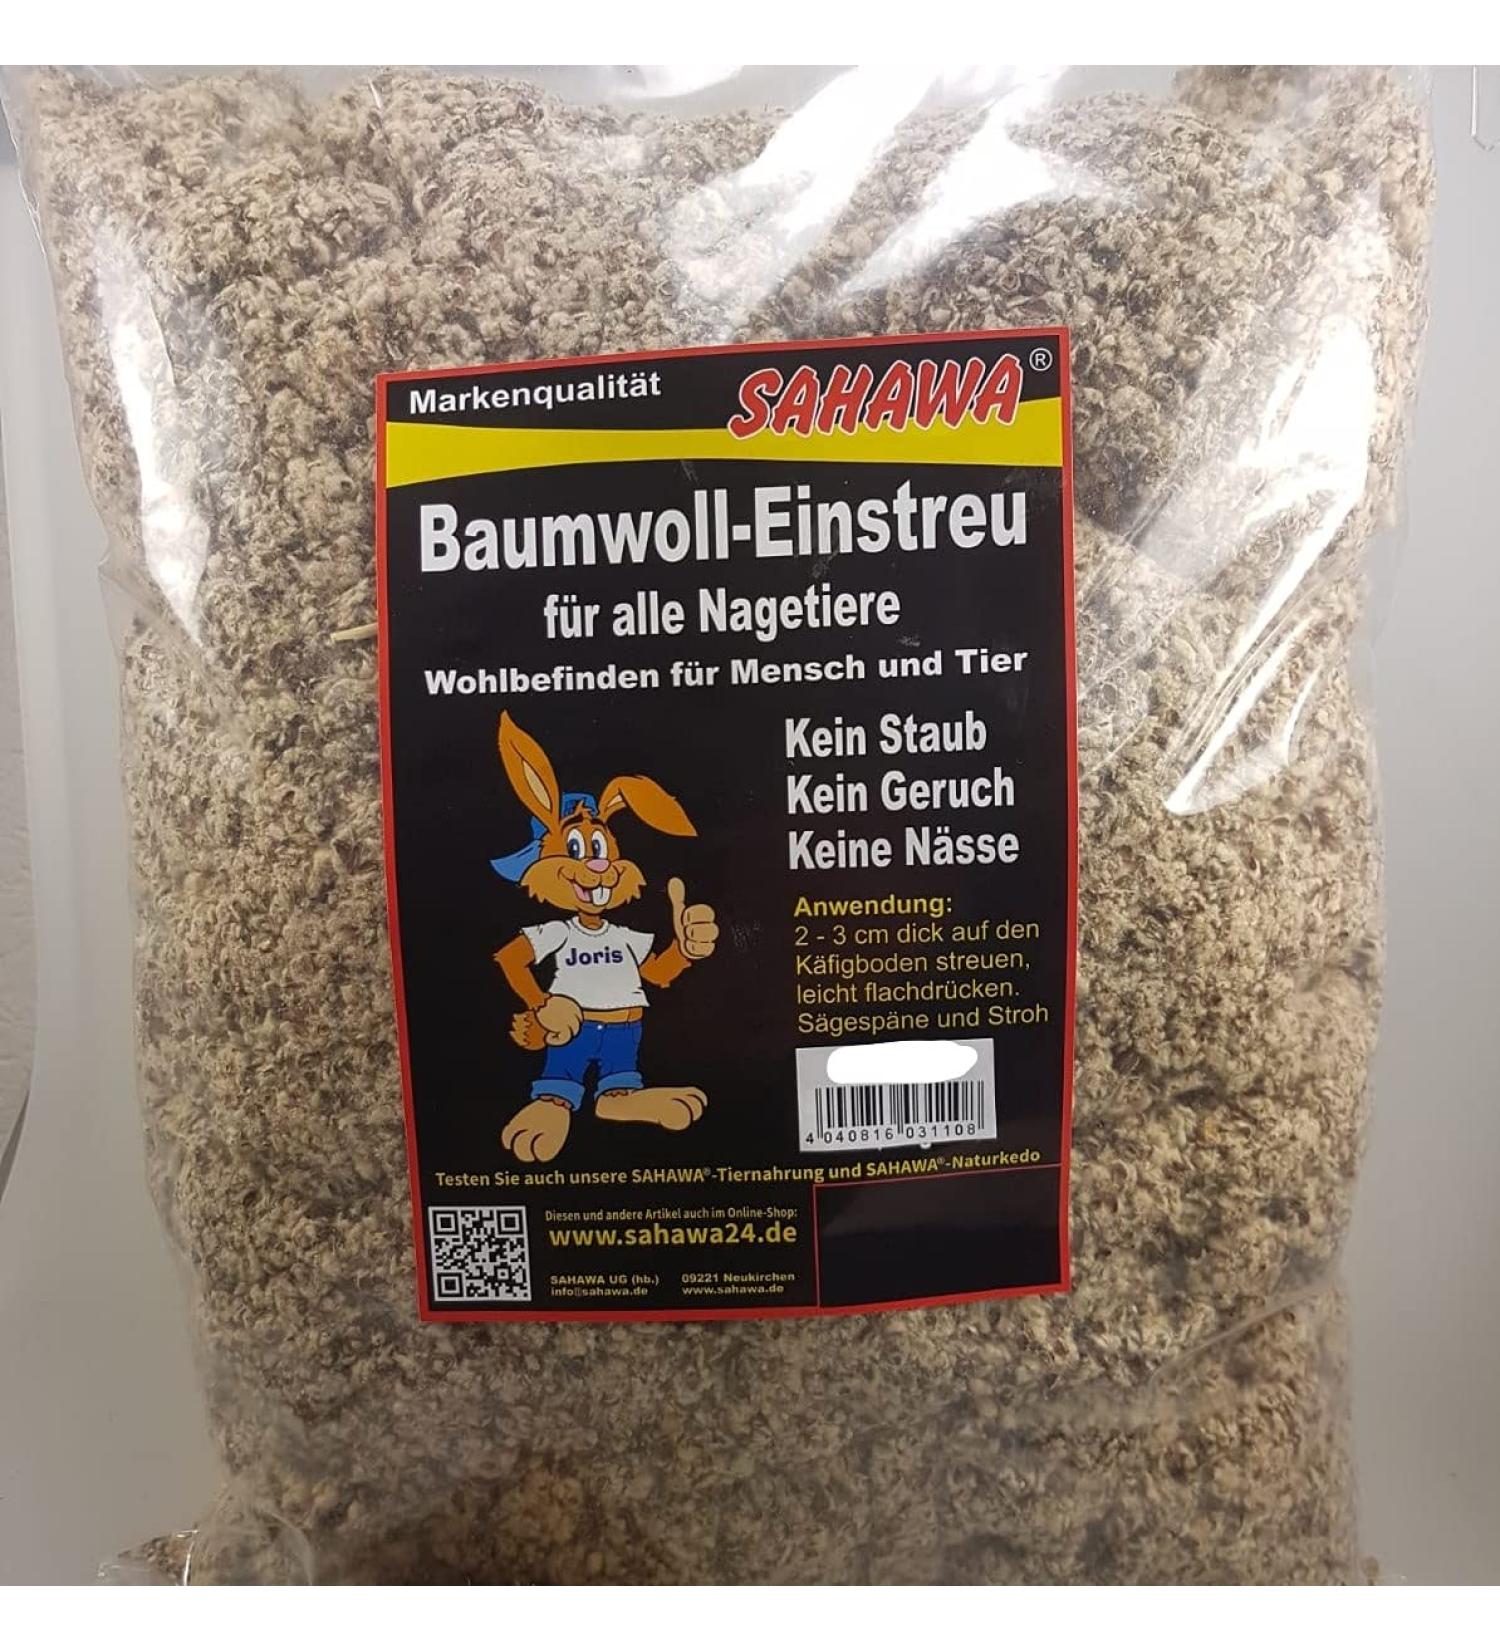 Markenqualität
SAHAWA®
Baumwoll-Einstreu
für alle Nagetiere
Wohlbefinden für Mensch und Tier
Kein Staub
Kein Geruch
Keine Nässe
Joris
Anwendung:
2 - 3 cm dick auf den
Käfigboden streuen,
leicht flachdrücken.
Sägespäne und Stroh
4 040816 031108
Testen Sie auch unsere SAHAWA®-Tiernahrung und SAHAWA®-Naturkedo
Diesen und andere Artikel auch im Online-Shop:
www.sahawa24.de
SAHAWA UG (hb.) 09221 Neukirchen
info@sahawa.de www.sahawa.de